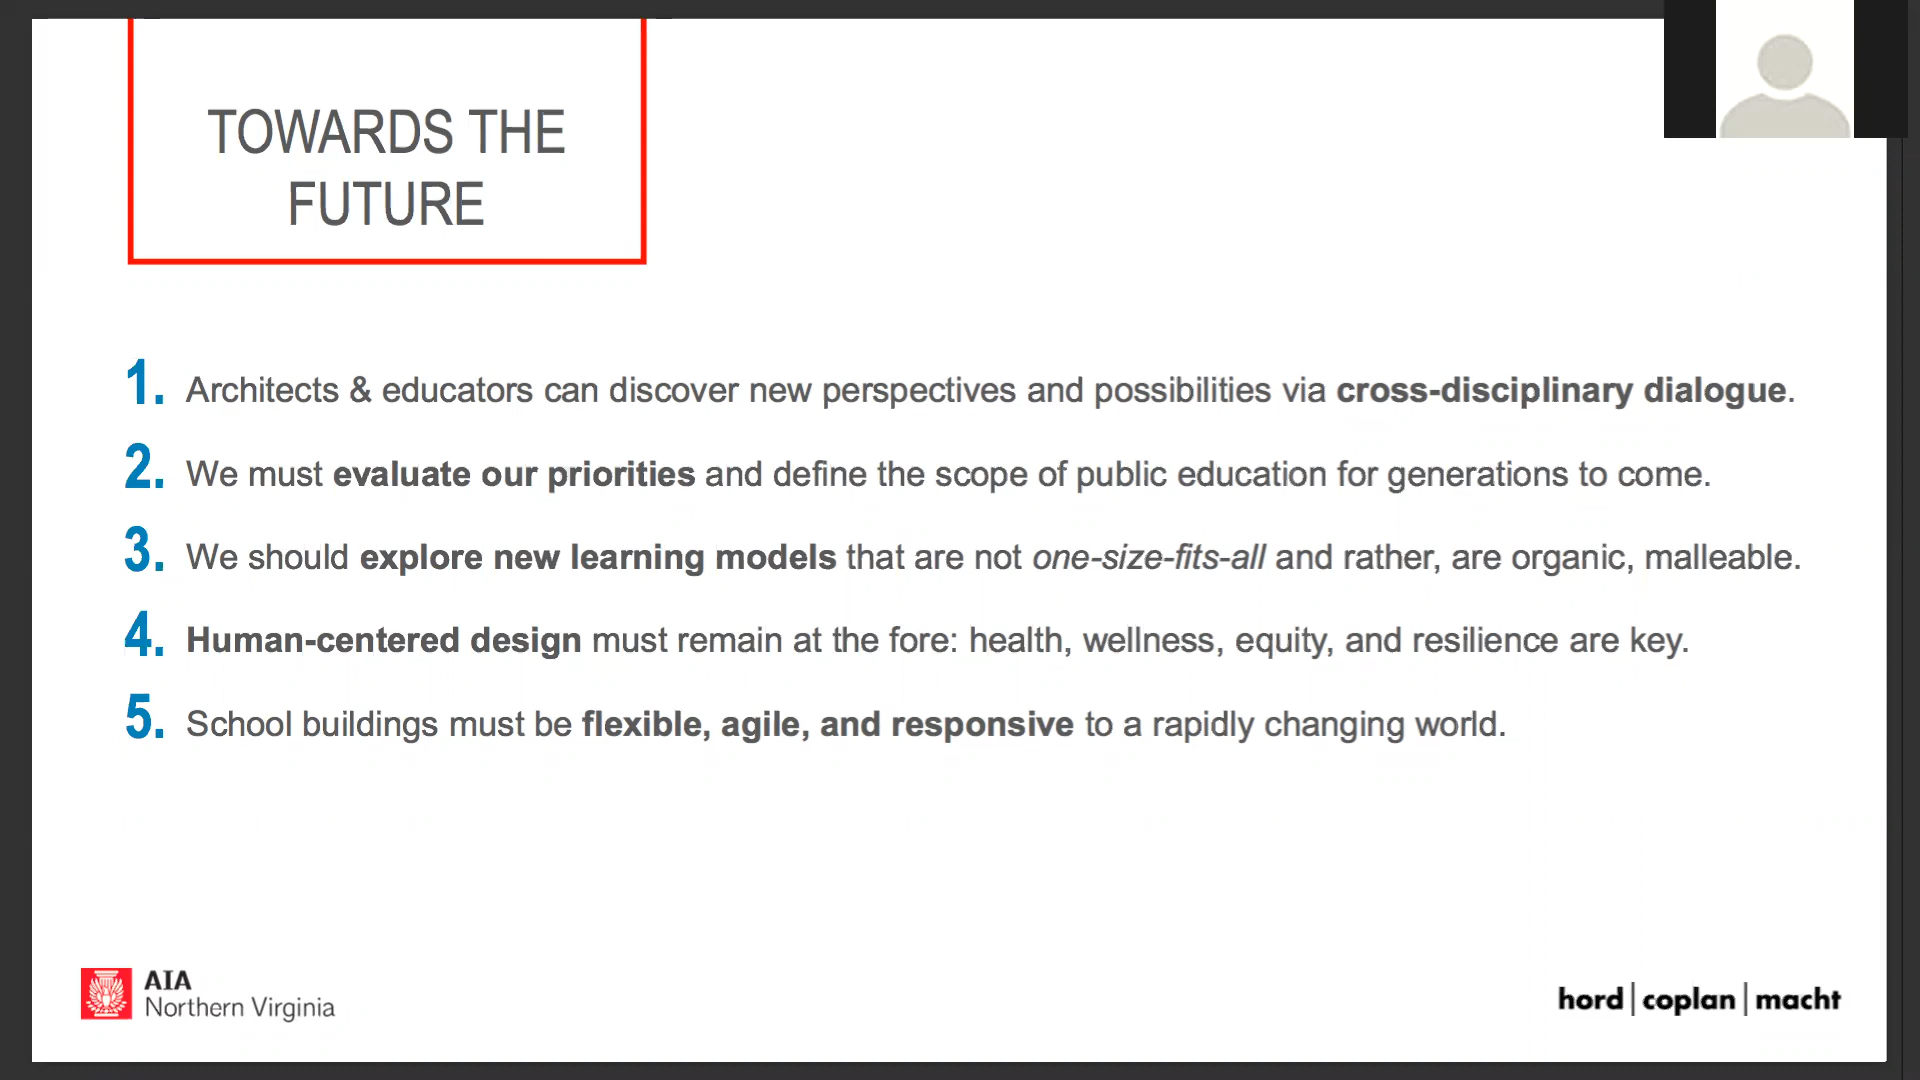 TOWARDS THE
FUTURE
1. Architects & educators can discover new perspectives and possibilities via cross-disciplinary dialogue.
2. We must evaluate our priorities and define the scope of public education for generations to come.
3. We should explore new learning models that are not one-size-fits-all and rather, are organic, malleable.
4. Human-centered design must remain at the fore: health, wellness, equity, and resilience are key.
5. School buildings must be flexible, agile, and responsive to a rapidly changing world.
AIA
Northern Virginia
hord|coplan|macht